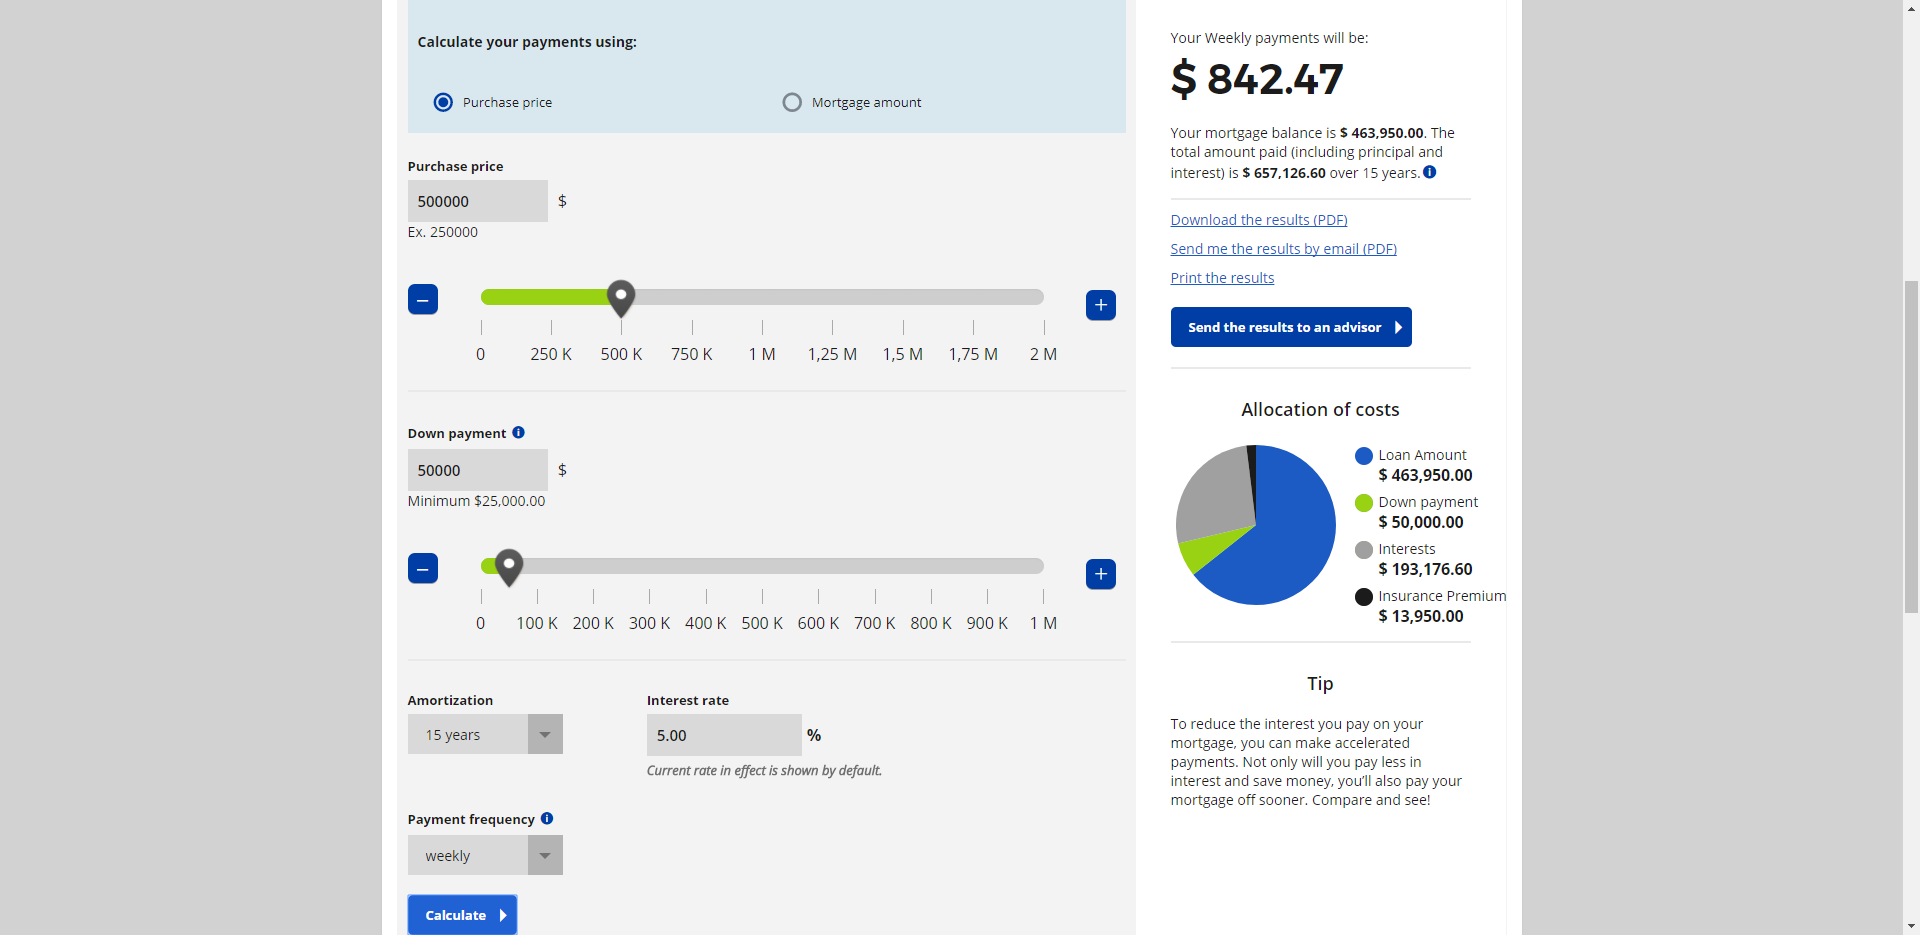 Calculate your payments using:
Purchase price
Mortgage amount
Purchase price
500000 $
Ex. 250000
0 250 K 500 K 750 K 1 M 1,25 M 1,5 M 1,75 M 2 M
Down payment
50000 $
Minimum $25,000.00
0 100 K 200 K 300 K 400 K 500 K 600 K 700 K 800 K 900 K 1 M
Amortization
15 years
Interest rate
5.00 %
Current rate in effect is shown by default.
Payment frequency
weekly
Calculate
Your Weekly payments will be:
$ 842.47
Your mortgage balance is $ 463,950.00. The
total amount paid (including principal and
interest) is $ 657,126.60 over 15 years.
Download the results (PDF)
Send me the results by email (PDF)
Print the results
Send the results to an advisor
Allocation of costs
Loan Amount
$ 463,950.00
Down payment
$ 50,000.00
Interests
$ 193,176.60
Insurance Premium
$ 13,950.00
Tip
To reduce the interest you pay on your
mortgage, you can make accelerated
payments. Not only will you pay less in
interest and save money, you’ll also pay your
mortgage off sooner. Compare and see!